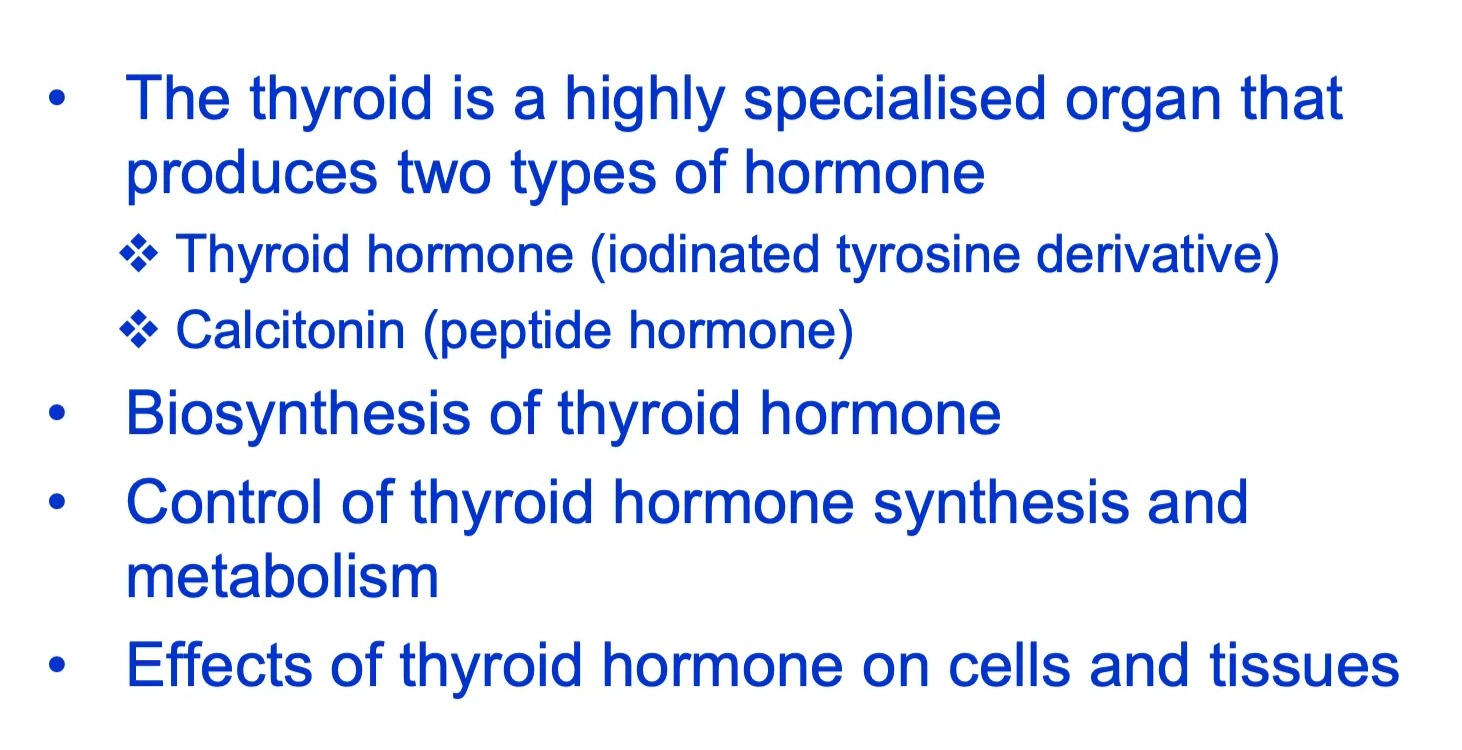 • The thyroid is a highly specialised organ that
produces two types of hormone
❖ Thyroid hormone (iodinated tyrosine derivative)
❖ Calcitonin (peptide hormone)
• Biosynthesis of thyroid hormone
• Control of thyroid hormone synthesis and
metabolism
• Effects of thyroid hormone on cells and tissues